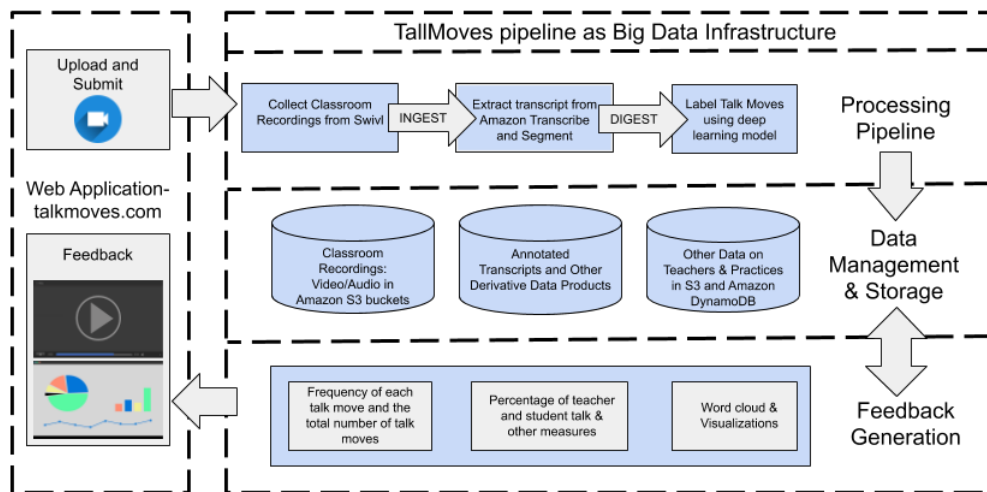 TallMoves pipeline as Big Data Infrastructure
Upload and
Submit
Collect Classroom
Recordings from Swivl
INGEST
Extract transcript from
Amazon Transcribe
and Segment
DIGEST
Label Talk Moves
using deep
learning model
Processing
Pipeline
Web Application-
talkmoves.com
Feedback
Classroom
Recordings:
Video/Audio in
Amazon S3 buckets
Annotated
Transcripts and Other
Derivative Data Products
Other Data on
Teachers & Practices
in S3 and Amazon
DynamoDB
Data
Management
& Storage
Frequency of each
talk move and the
total number of talk
moves
Percentage of teacher
and student talk &
other measures
Word cloud &
Visualizations
Feedback
Generation